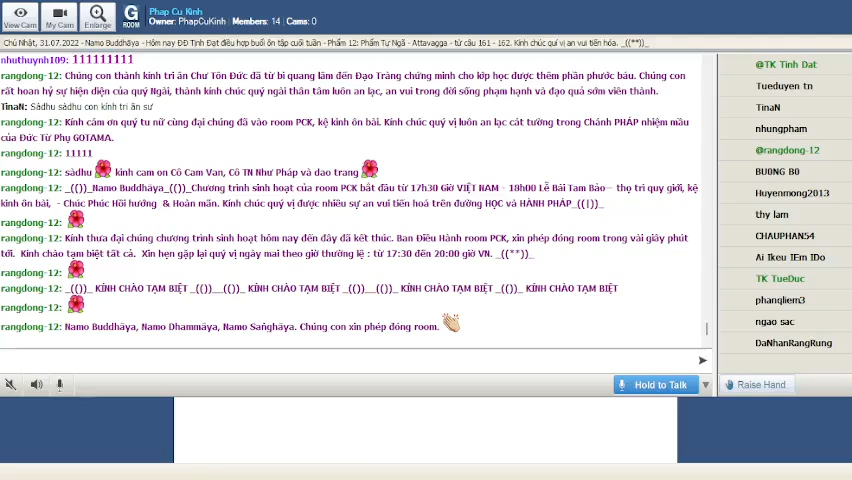 Phap Cu Kinh
Owner: PhapCuKinh | Members: 14 | Cams: 0
View Cam
My Cam
Enlarge
G
ROOM
Chủ Nhật, 31.07.2022 - Namo Buddhāya - Hôm nay ĐĐ Tịnh Đạt điều hợp buổi ôn tập cuối tuần - Phẩm 12: Phẩm Tự Ngã - Attavagga - từ câu 161 - 162. Kính chúc quí vị an vui tiến hóa. _((**)_
nhuthuynh109: 1111111111
rangdong-12: Chúng con thành kính tri ân Chư Tôn Đức đã từ bi quang lâm đến Đạo Tràng chứng minh cho lớp học được thêm phần phước báu. Chúng con
rất hoan hỷ sự hiện diện của quý Ngài, thành kính chúc quý ngài thân tâm luôn an lạc, an vui trong đời sống phạm hạnh và đạo quả sớm viên thành.
TinaN: Sādhu sādhu con kính tri ân sư
rangdong-12: Kính cám ơn quý tu nữ cùng đại chúng đã vào room PCK, kệ kinh ôn bài. Kính chúc quý vị luôn an lạc cát tường trong Chánh PHÁP nhiệm mầu
của Đức Từ Phụ GOTAMA.
rangdong-12: 11111
rangdong-12: sàdhu kinh cam on Cô Cam Van, Cô TN Như Pháp và dao trang
rangdong-12: _(())_Namo Buddhāya_(())_Chương trình sinh hoạt của room PCK bắt đầu từ 17h30 Giờ VIỆT NAM - 18h00 Lễ Bái Tam Bảo— thọ trì quy giới, kệ
kinh ôn bài, - Chúc Phúc Hồi hướng & Hoàn mãn. Kính chúc quý vị được nhiều sự an vui tiến hoá trên đường HỌC và HÀNH PHÁP_((|))_
rangdong-12:
rangdong-12: Kính thưa đại chúng chương trình sinh hoạt hôm nay đến đây đã kết thúc. Ban Điều Hành room PCK, xin phép đóng room trong vài giây phút
tới. Kính chào tạm biệt tất cả. Xin hẹn gặp lại quý vị ngày mai theo giờ thường lệ : từ 17:30 đến 20:00 giờ VN. _((**))_
rangdong-12:
rangdong-12: _(())_ KÍNH CHÀO TẠM BIỆT _(())__(())_ KÍNH CHÀO TẠM BIỆT _(())__(())_ KÍNH CHÀO TẠM BIỆT _(())_ KÍNH CHÀO TẠM BIỆT
rangdong-12:
rangdong-12: Namo Buddhāya, Namo Dhammāya, Namo Saṅghāya. Chúng con xin phép đóng room.
Hold to Talk
@TK Tinh Dat
Tueduyen tn
TinaN
nhungpham
@rangdong-12
BUØNG BØ
Huyenmong2013
thy lam
CHAUPHAN54
Ai Ikeu IEm IDo
TK TueDuc
phanqliem3
ngao sac
DaNhanRangRung
Raise Hand